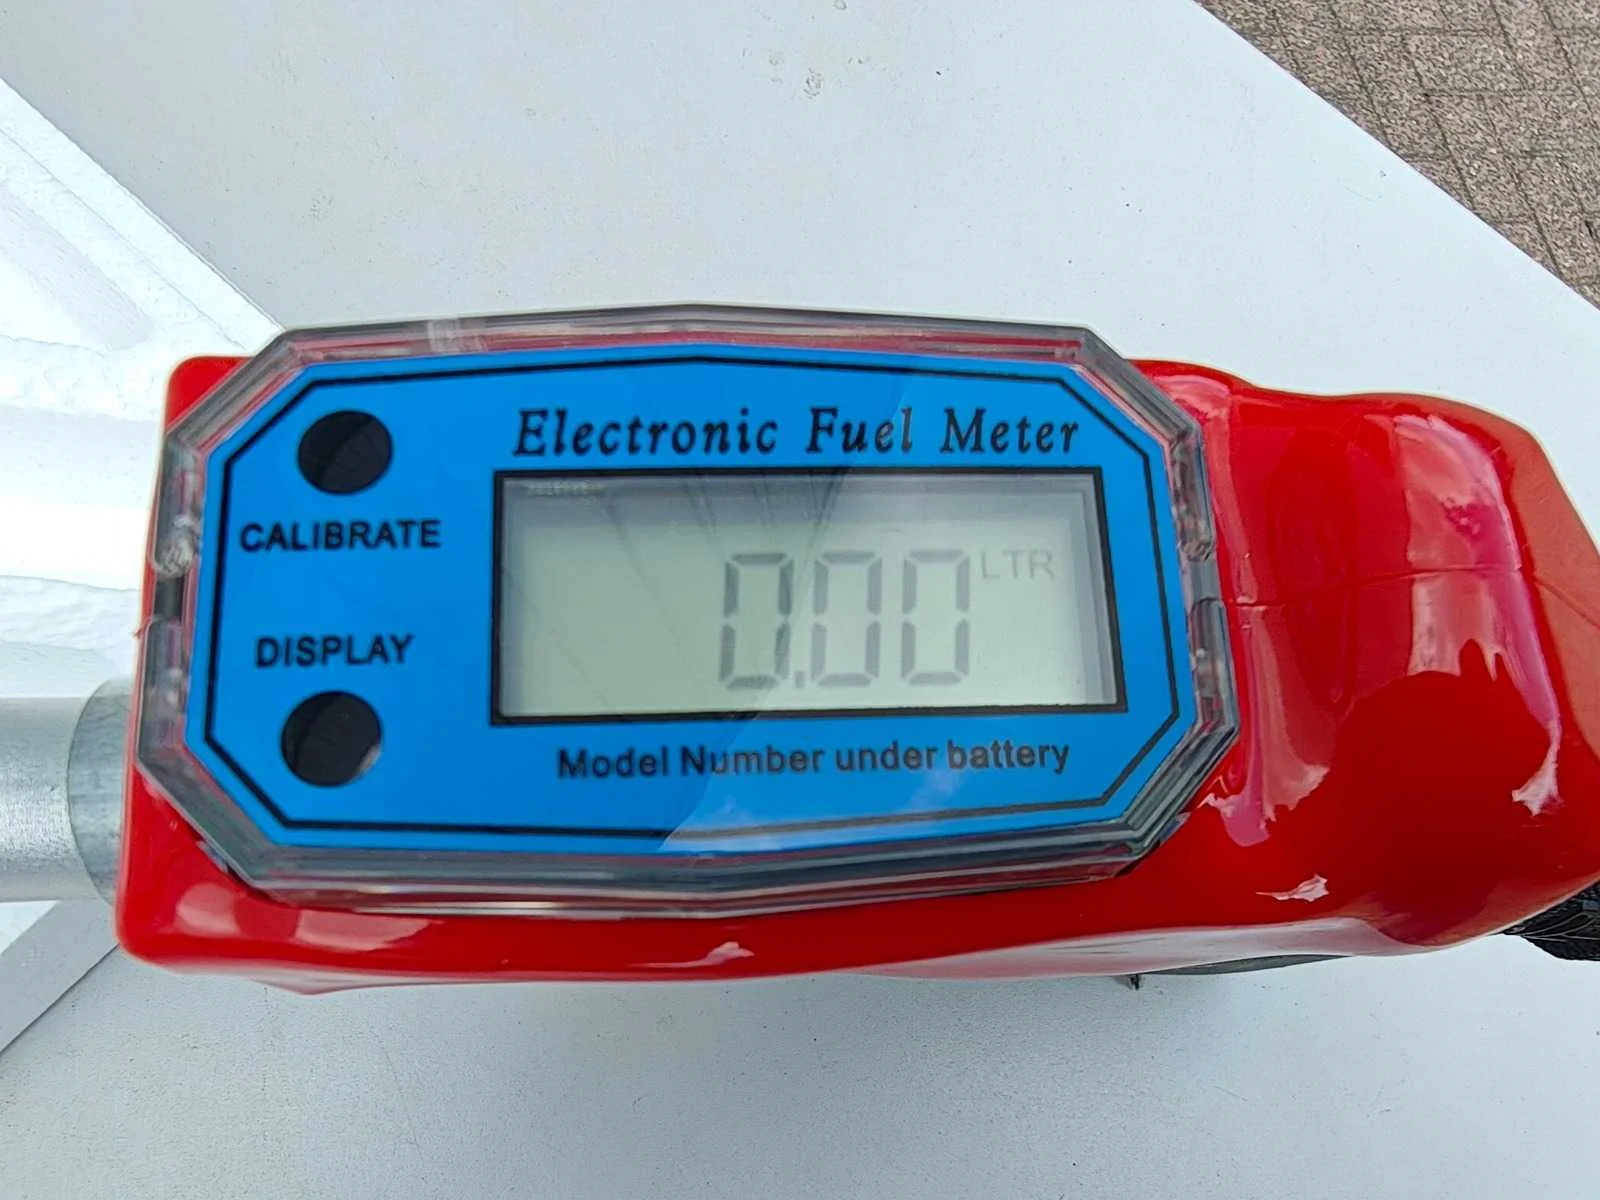 Electronic Fuel Meter
CALIBRATE
0.00 LTR
DISPLAY
Model Number under battery